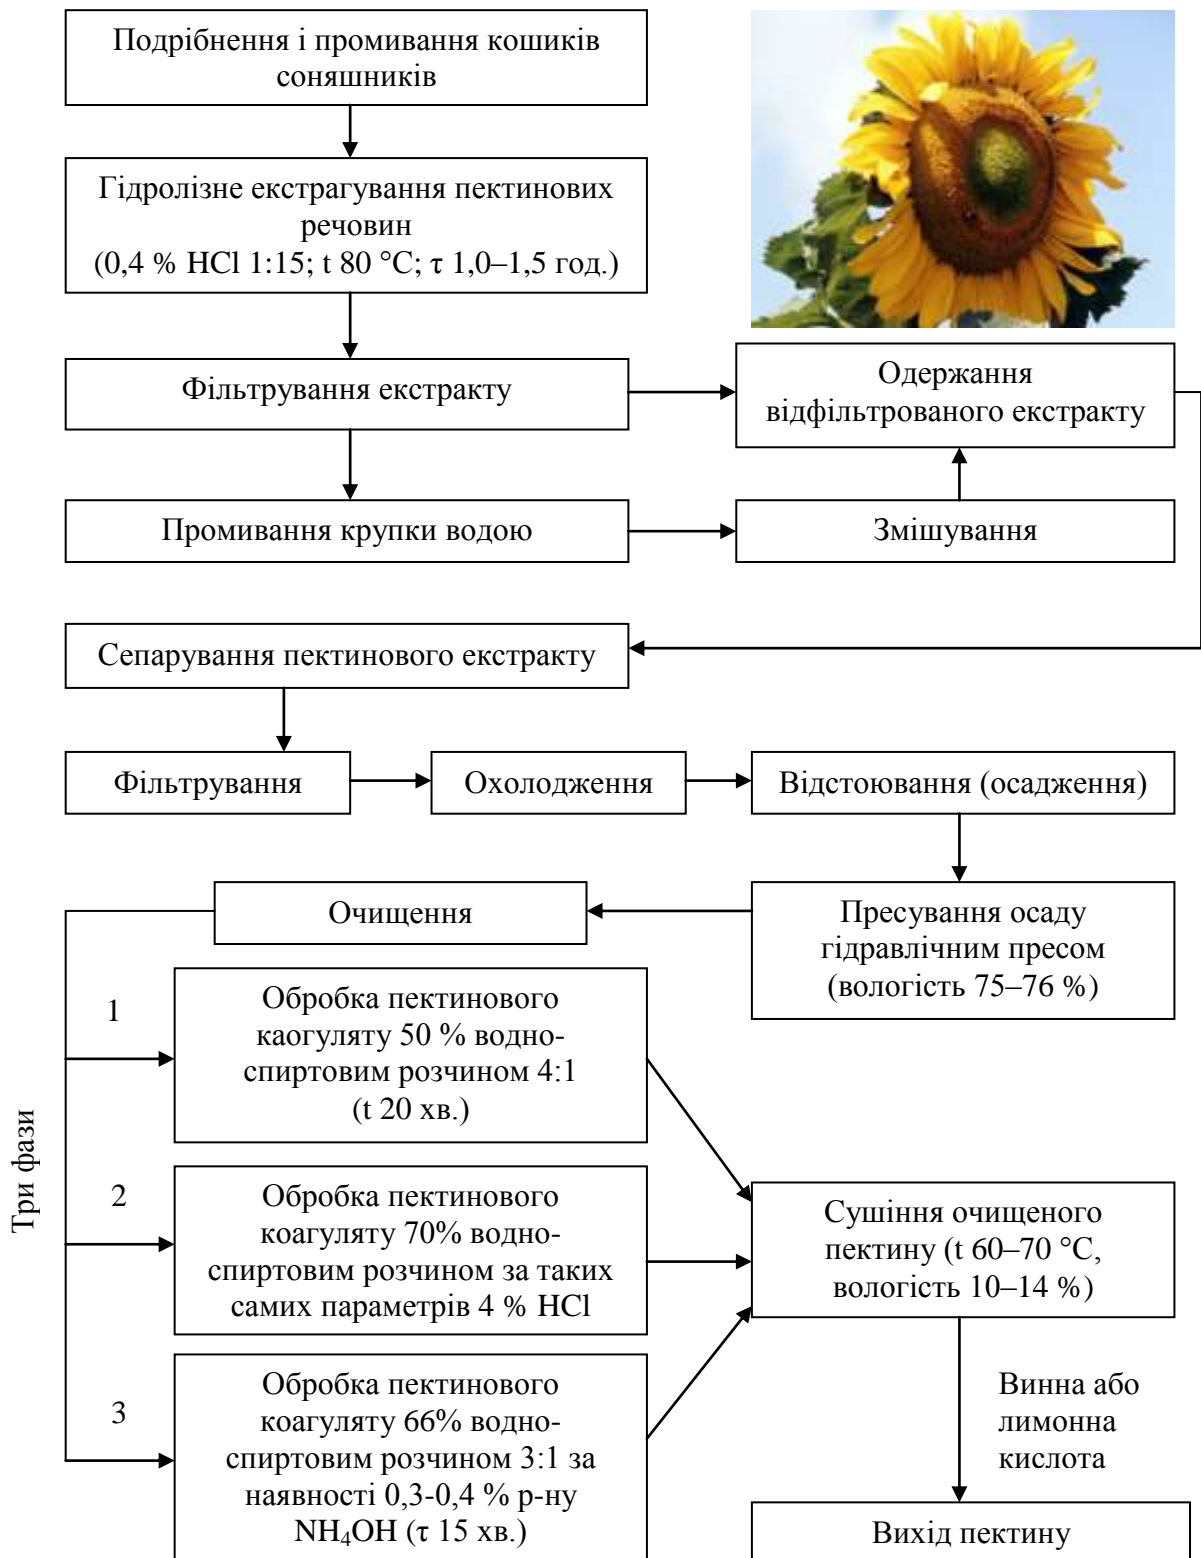 Подрібнення і промивання кошиків
соняшників
Гідролізне екстрагування пектинових
речовин
(0,4 % HCl 1:15; t 80 °C; τ 1,0–1,5 год.)
Фільтрування екстракту
Одержання
відфільтрованого екстракту
Промивання крупки водою
Змішування
Сепарування пектинового екстракту
Фільтрування
Охолодження
Відстоювання (осадження)
Очищення
Пресування осаду
гідравлічним пресом
(вологість 75–76 %)
Три фази
1
Обробка пектинового
каогуляту 50 % водно-
спиртовим розчином 4:1
(t 20 хв.)
2
Обробка пектинового
коагуляту 70% водно-
спиртовим розчином за таких
самих параметрів 4 % HCl
3
Обробка пектинового
коагуляту 66% водно-
спиртовим розчином 3:1 за
наявності 0,3-0,4 % р-ну
NH₄OH (τ 15 хв.)
Сушіння очищеного
пектину (t 60–70 °C,
вологість 10–14 %)
Винна або
лимонна
кислота
Вихід пектину